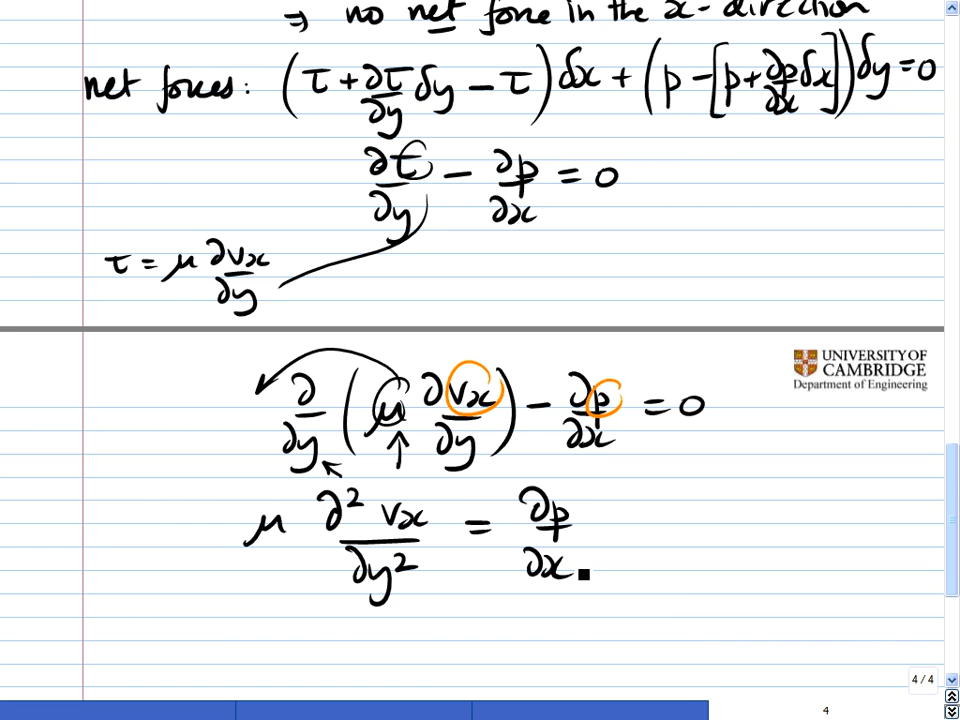 ⇒ no net force in the x-direction
net forces: (τ + ∂τ/∂y δy − τ) δx + (p − [p + ∂p/∂x δx]) δy = 0
∂τ/∂y − ∂p/∂x = 0
τ = μ ∂vx/∂y
UNIVERSITY OF
CAMBRIDGE
Department of Engineering
∂/∂y (μ ∂vx/∂y) − ∂p/∂x = 0
μ ∂²vx/∂y² = ∂p/∂x
4 / 4
4